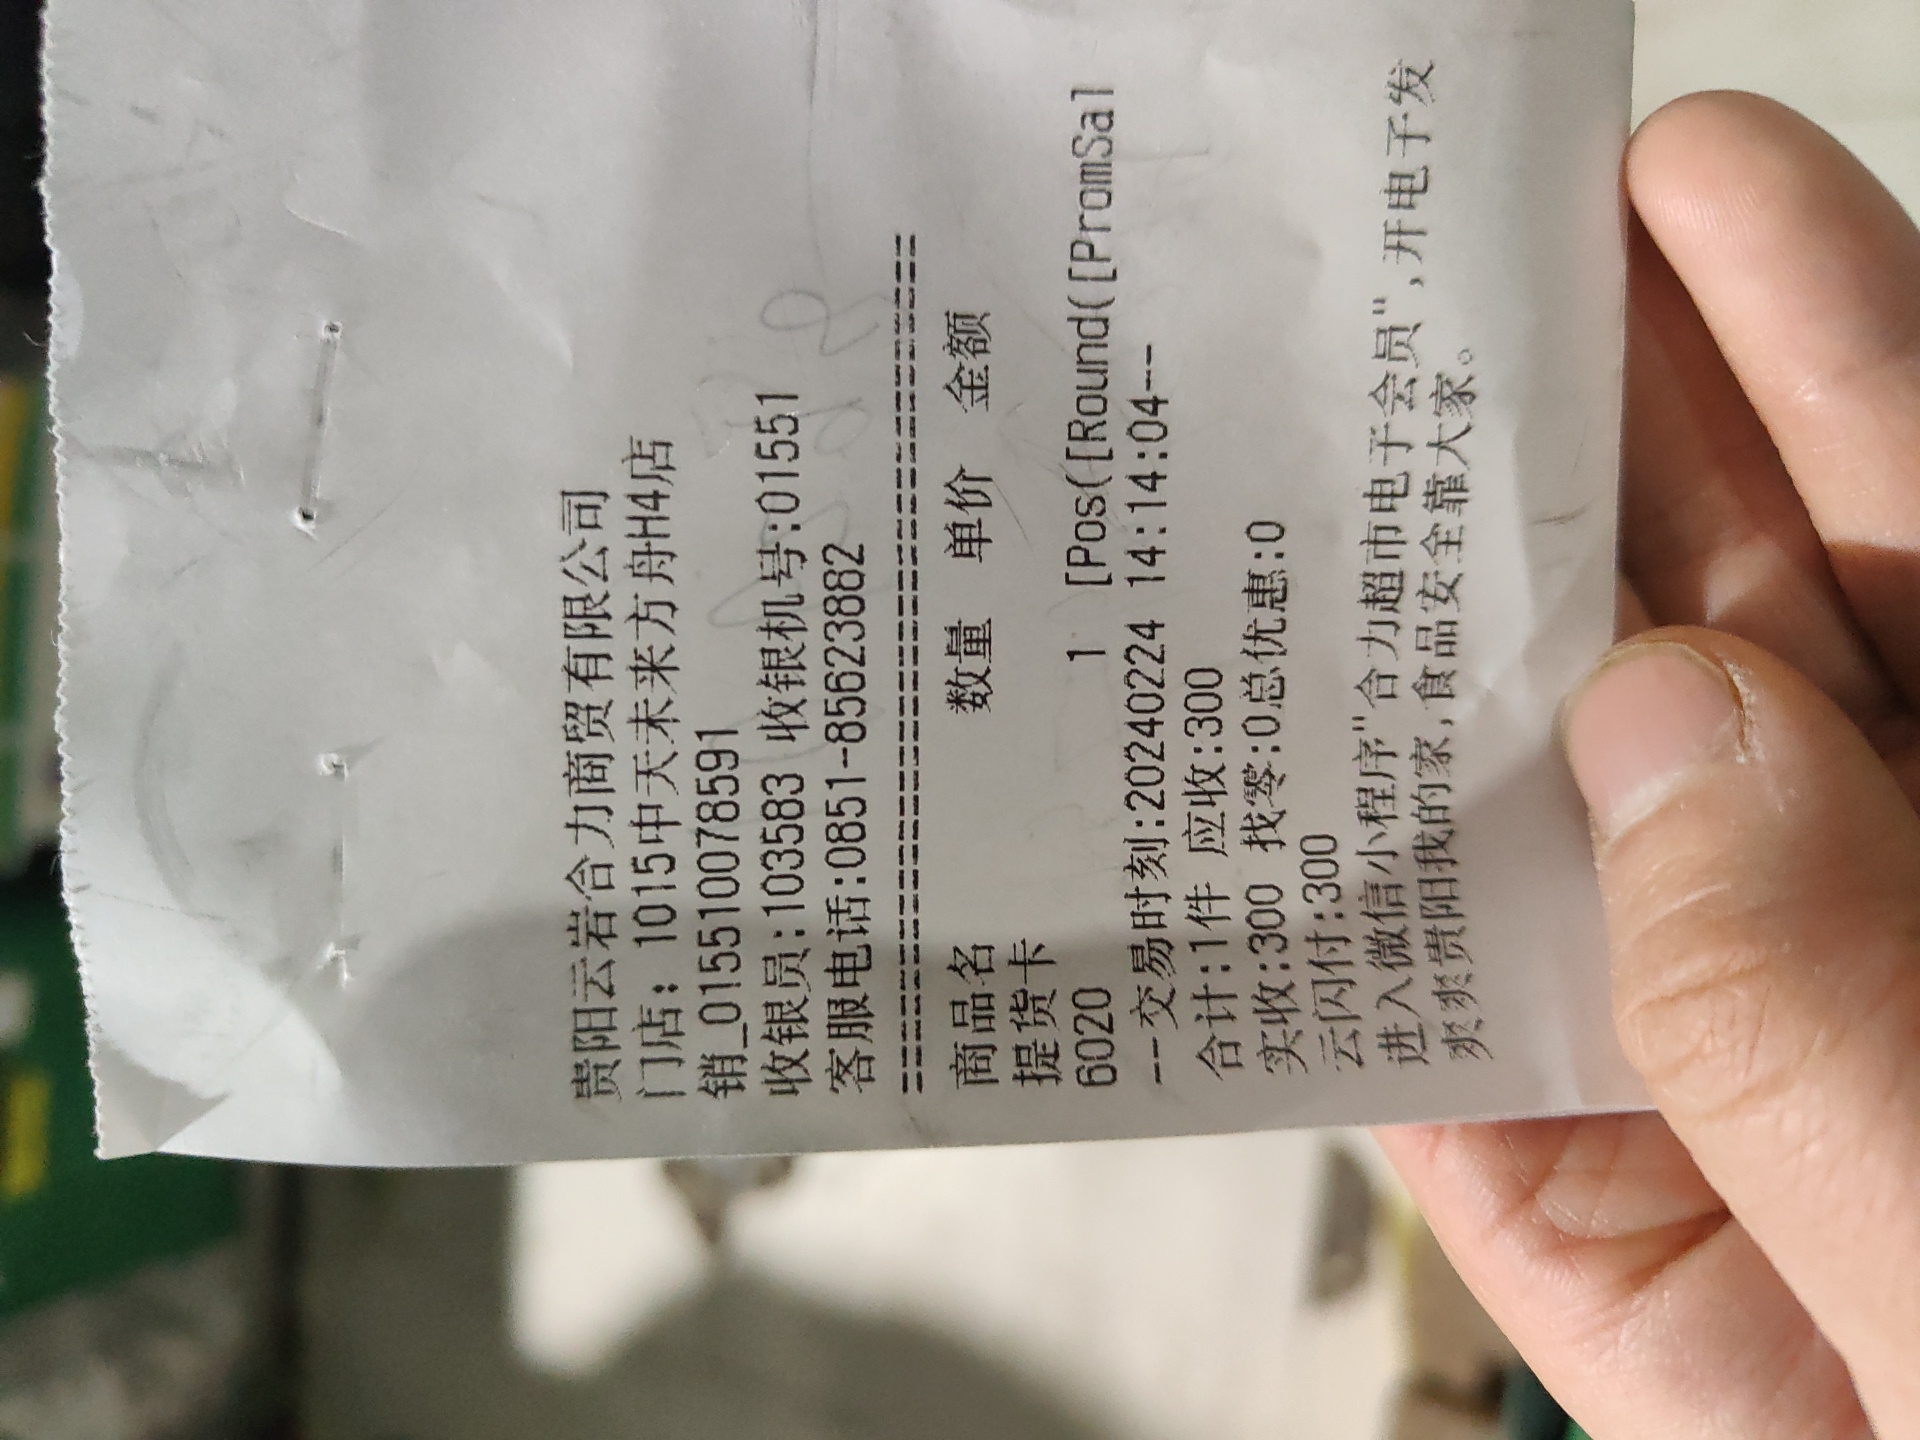 贵阳云岩合力商贸有限公司
门店: 1015中天未来方舟H4店
销_015510078591
收银员:103583 收银机号:01551
客服电话:0851-85623882
================================
商品名 数量 单价 金额
提货卡
6020 1 [Pos([Round([PromSal
--交易时刻:20240224 14:14:04--
合计:1件 应收:300
实收:300 找零:0总优惠:0
云闪付:300
进入微信小程序"合力超市电子会员",开电子发
爽爽贵阳我的家,食品安全靠大家。